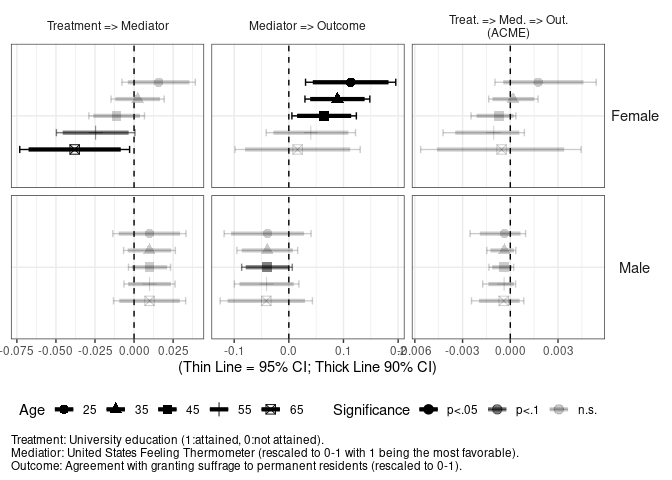 Treatment => Mediator
Mediator => Outcome
Treat. => Med. => Out.
(ACME)
Female
Male
-0.075 -0.050 -0.025 0.000 0.025
-0.1 0.0 0.1 0.2
-0.006 -0.003 0.000 0.003
(Thin Line = 95% CI; Thick Line 90% CI)
Age 25 35 45 55 65 Significance p<.05 p<.1 n.s.
Treatment: University education (1:attained, 0:not attained).
Mediatior: United States Feeling Thermometer (rescaled to 0-1 with 1 being the most favorable).
Outcome: Agreement with granting suffrage to permanent residents (rescaled to 0-1).